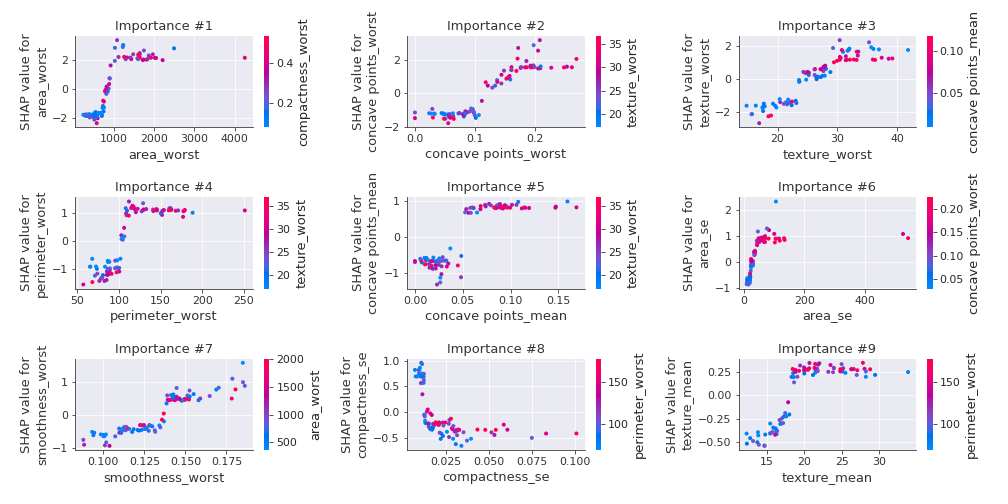 Importance #1
SHAP value for
area_worst
2
0
−2
1000
2000
3000
4000
area_worst
0.4
0.2
compactness_worst
Importance #2
SHAP value for
concave points_worst
2
0
−2
0.0
0.1
0.2
concave points_worst
35
30
25
20
texture_worst
Importance #3
SHAP value for
texture_worst
2
0
−2
20
30
40
texture_worst
0.10
0.05
concave points_mean
Importance #4
SHAP value for
perimeter_worst
1
0
−1
50
100
150
200
250
perimeter_worst
35
30
25
20
texture_worst
Importance #5
SHAP value for
concave points_mean
1
0
−1
0.00
0.05
0.10
0.15
concave points_mean
35
30
25
20
texture_worst
Importance #6
SHAP value for
area_se
2
1
0
−1
0
200
400
area_se
0.20
0.15
0.10
0.05
concave points_worst
Importance #7
SHAP value for
smoothness_worst
1
0
−1
0.100
0.125
0.150
0.175
smoothness_worst
2000
1500
1000
500
area_worst
Importance #8
SHAP value for
compactness_se
1.0
0.5
0.0
−0.5
0.025
0.050
0.075
0.100
compactness_se
150
100
perimeter_worst
Importance #9
SHAP value for
texture_mean
0.25
0.00
−0.25
−0.50
15
20
25
30
texture_mean
150
100
perimeter_worst